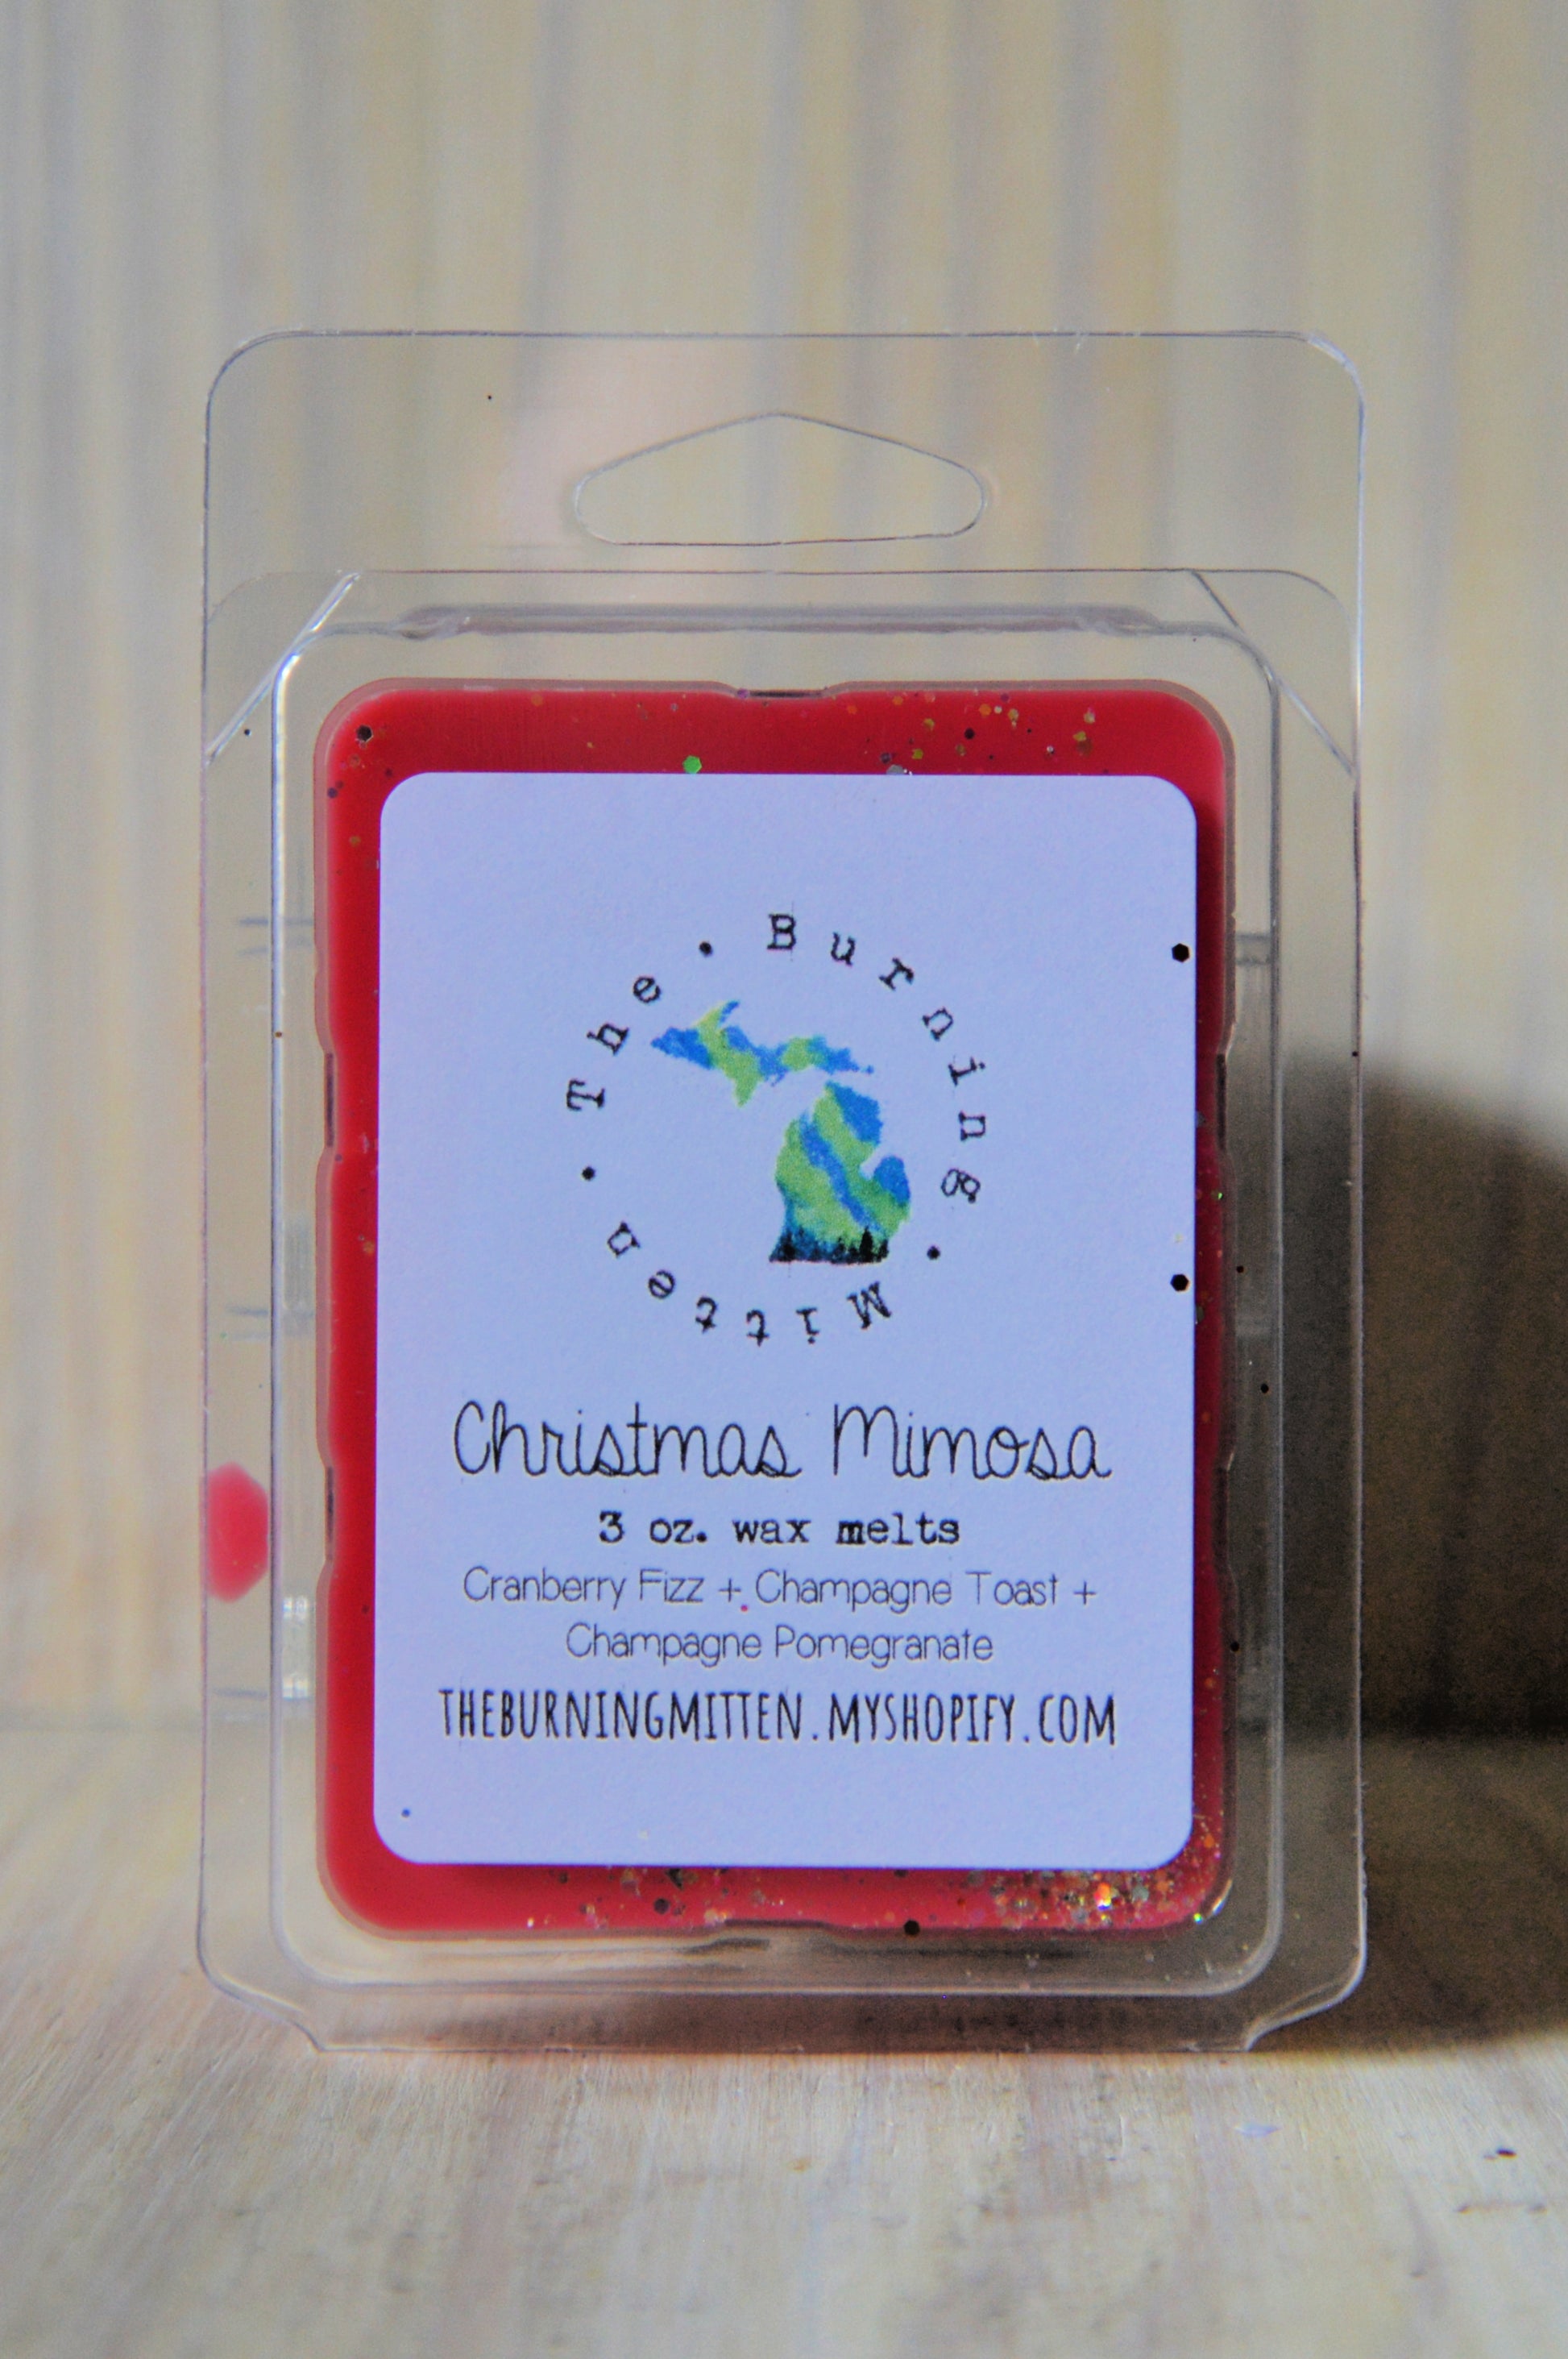 The • Burning • Mitten •
Christmas Mimosa
3 oz. wax melts
Cranberry Fizz + Champagne Toast +
Champagne Pomegranate
THEBURNINGMITTEN.MYSHOPIFY.COM